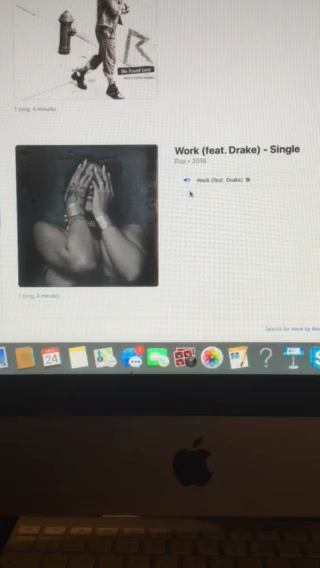 We Found Love
1 song, 4 minutes
Work (feat. Drake) - Single
Pop • 2016
Work (feat. Drake) E
1 song, 4 minutes
24